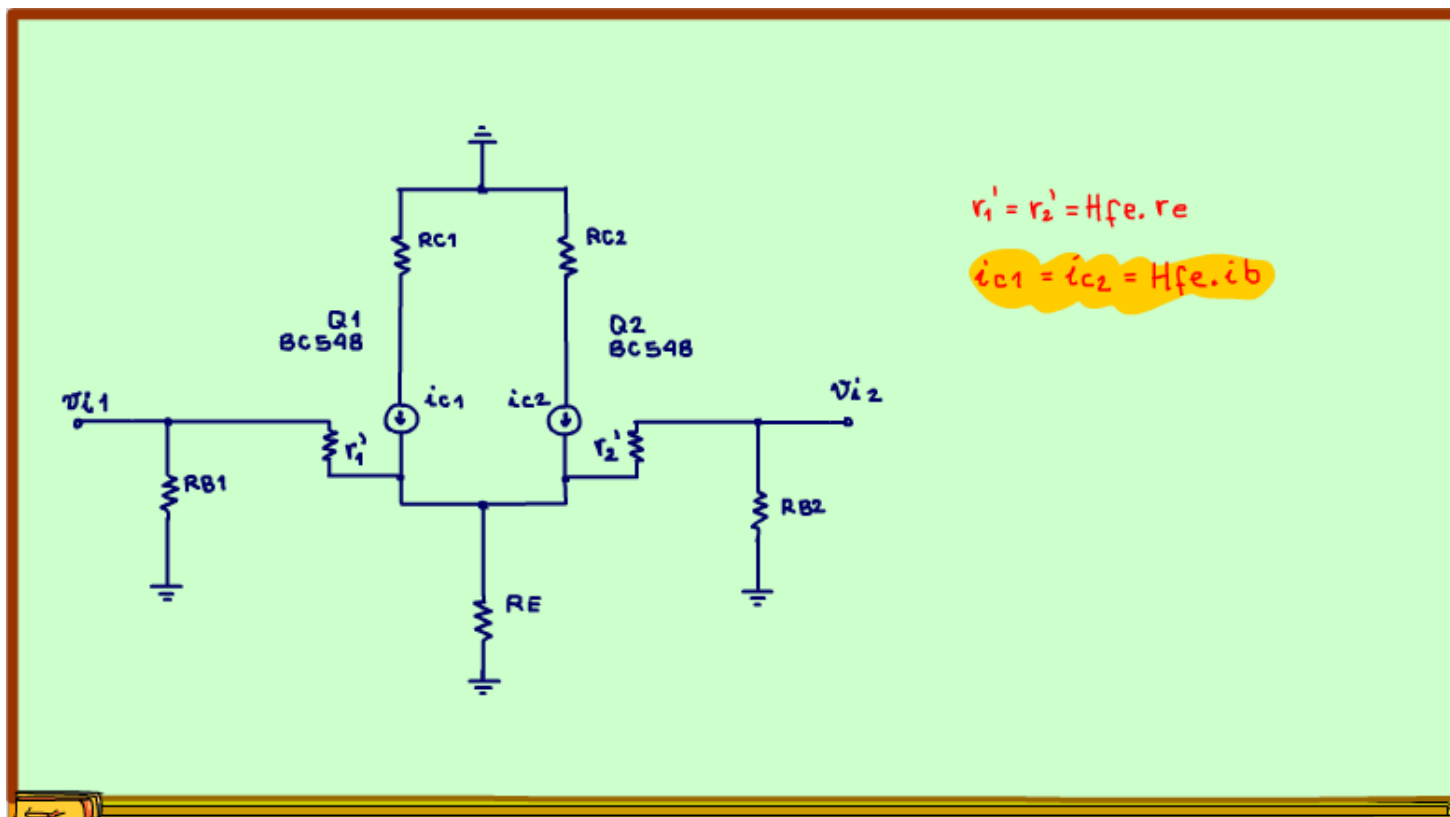 RC1
RC2
Q1
BC548
Q2
BC548
vi1
ic1
ic2
vi2
r1'
r2'
RB1
RB2
RE
r1' = r2' = Hfe.re
ic1 = ic2 = Hfe.ib